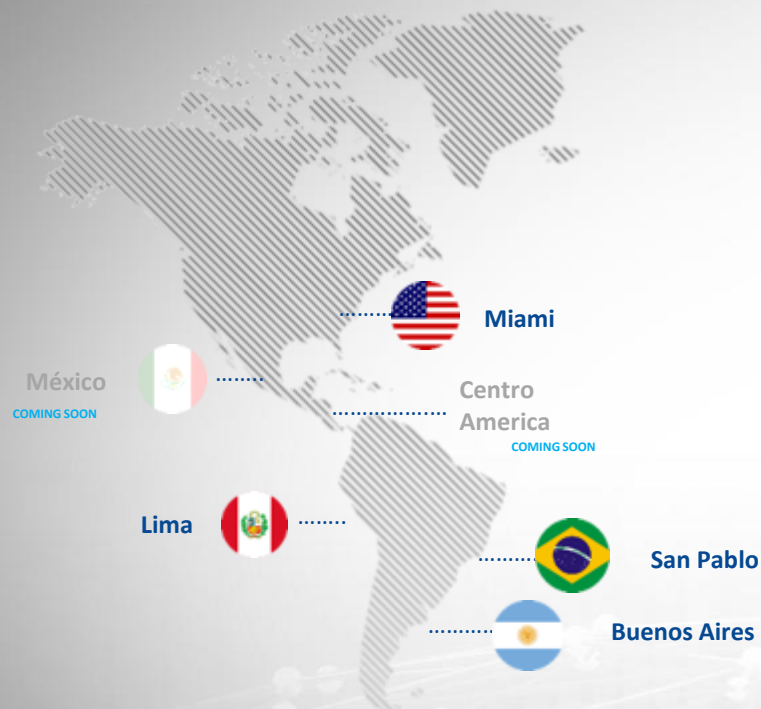 Miami
México
COMING SOON
Centro
America
COMING SOON
Lima
San Pablo
Buenos Aires